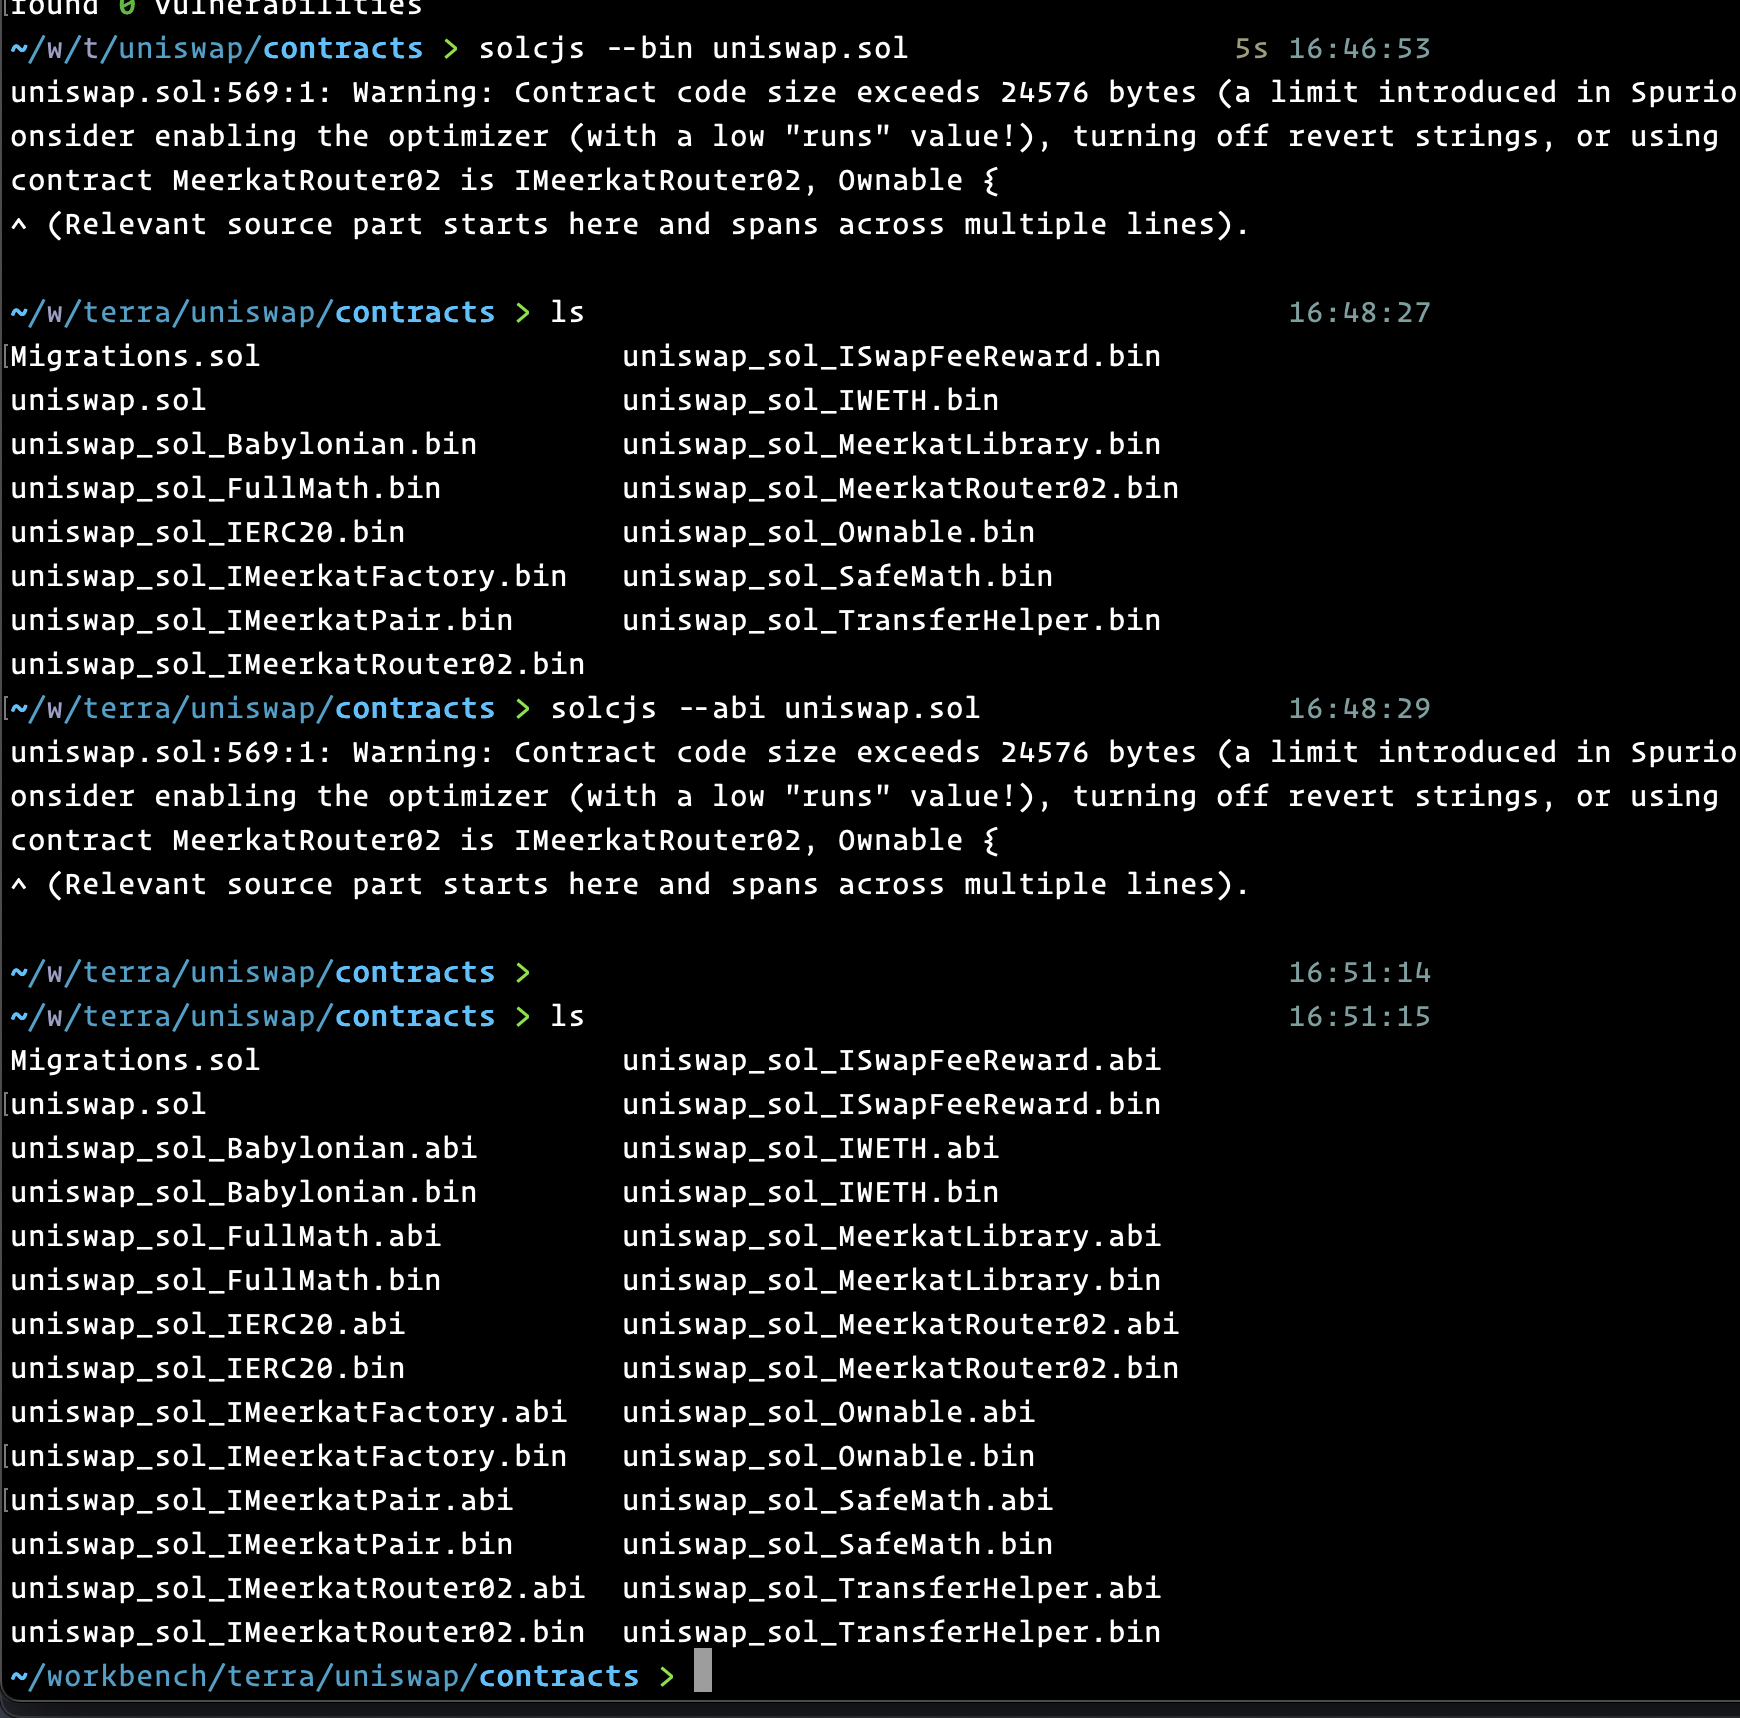 found 0 vulnerabilities
~/w/t/uniswap/contracts > solcjs --bin uniswap.sol 5s 16:46:53
uniswap.sol:569:1: Warning: Contract code size exceeds 24576 bytes (a limit introduced in Spurio
onsider enabling the optimizer (with a low "runs" value!), turning off revert strings, or using
contract MeerkatRouter02 is IMeerkatRouter02, Ownable {
^ (Relevant source part starts here and spans across multiple lines).
~/w/terra/uniswap/contracts > ls 16:48:27
Migrations.sol uniswap_sol_ISwapFeeReward.bin
uniswap.sol uniswap_sol_IWETH.bin
uniswap_sol_Babylonian.bin uniswap_sol_MeerkatLibrary.bin
uniswap_sol_FullMath.bin uniswap_sol_MeerkatRouter02.bin
uniswap_sol_IERC20.bin uniswap_sol_Ownable.bin
uniswap_sol_IMeerkatFactory.bin uniswap_sol_SafeMath.bin
uniswap_sol_IMeerkatPair.bin uniswap_sol_TransferHelper.bin
uniswap_sol_IMeerkatRouter02.bin
~/w/terra/uniswap/contracts > solcjs --abi uniswap.sol 16:48:29
uniswap.sol:569:1: Warning: Contract code size exceeds 24576 bytes (a limit introduced in Spurio
onsider enabling the optimizer (with a low "runs" value!), turning off revert strings, or using
contract MeerkatRouter02 is IMeerkatRouter02, Ownable {
^ (Relevant source part starts here and spans across multiple lines).
~/w/terra/uniswap/contracts > 16:51:14
~/w/terra/uniswap/contracts > ls 16:51:15
Migrations.sol uniswap_sol_ISwapFeeReward.abi
uniswap.sol uniswap_sol_ISwapFeeReward.bin
uniswap_sol_Babylonian.abi uniswap_sol_IWETH.abi
uniswap_sol_Babylonian.bin uniswap_sol_IWETH.bin
uniswap_sol_FullMath.abi uniswap_sol_MeerkatLibrary.abi
uniswap_sol_FullMath.bin uniswap_sol_MeerkatLibrary.bin
uniswap_sol_IERC20.abi uniswap_sol_MeerkatRouter02.abi
uniswap_sol_IERC20.bin uniswap_sol_MeerkatRouter02.bin
uniswap_sol_IMeerkatFactory.abi uniswap_sol_Ownable.abi
uniswap_sol_IMeerkatFactory.bin uniswap_sol_Ownable.bin
uniswap_sol_IMeerkatPair.abi uniswap_sol_SafeMath.abi
uniswap_sol_IMeerkatPair.bin uniswap_sol_SafeMath.bin
uniswap_sol_IMeerkatRouter02.abi uniswap_sol_TransferHelper.abi
uniswap_sol_IMeerkatRouter02.bin uniswap_sol_TransferHelper.bin
~/workbench/terra/uniswap/contracts >